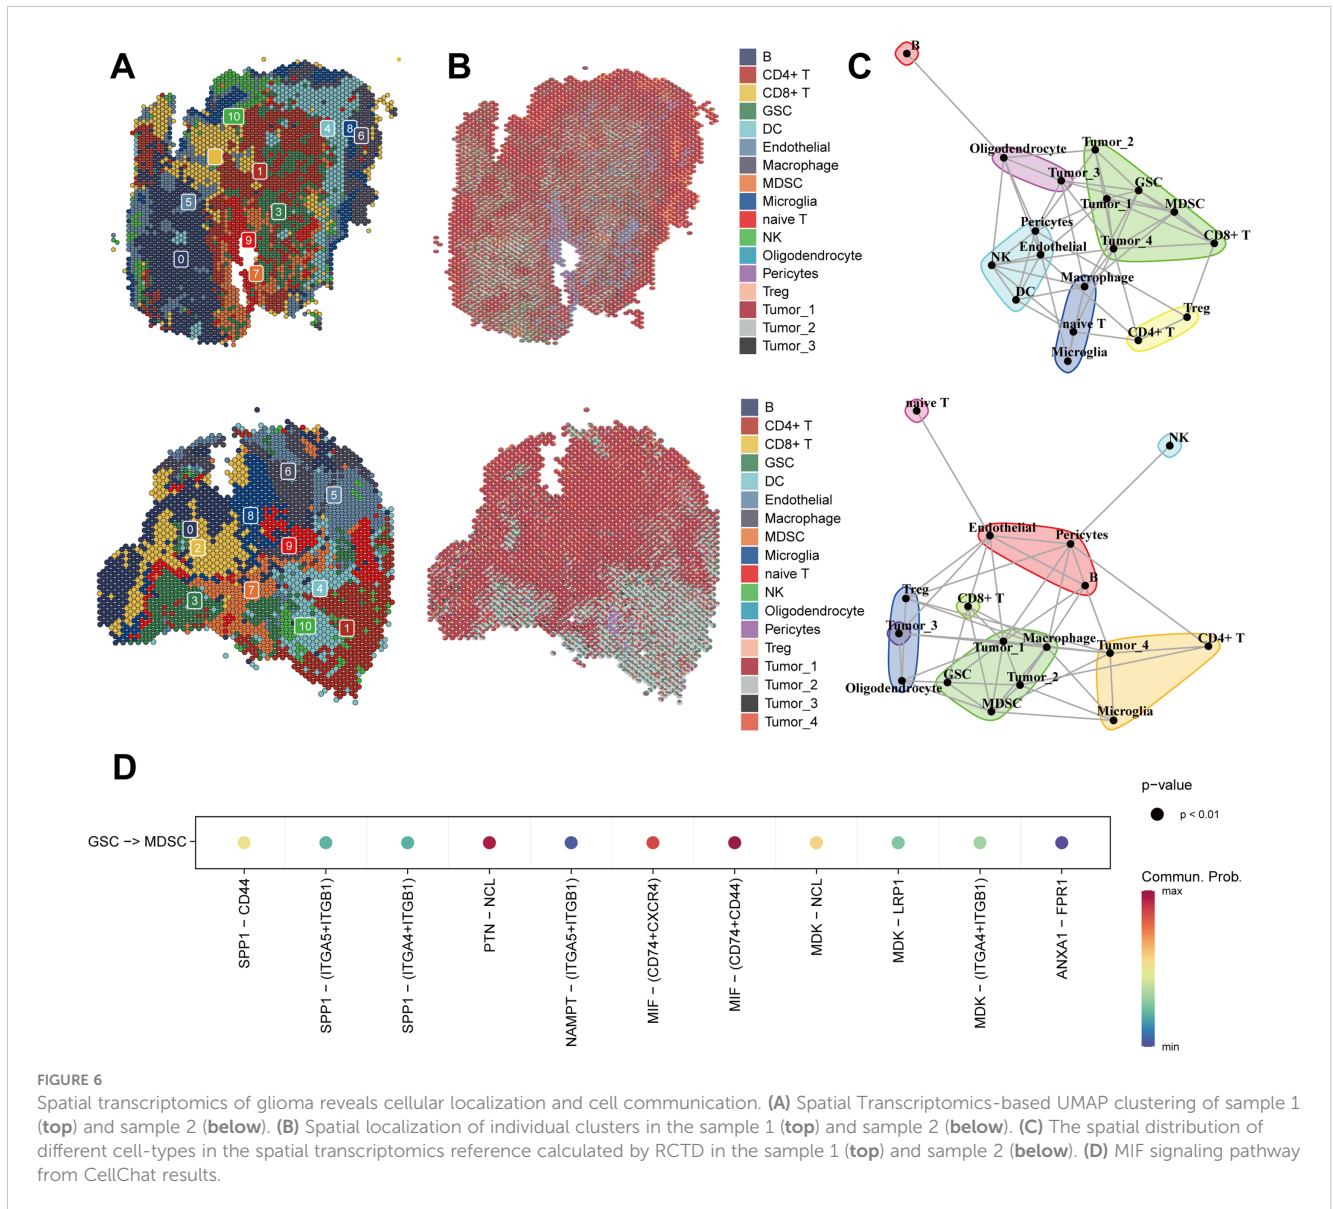 A
B
C
10
4
8
6
1
5
3
9
0
7
B
CD4+ T
CD8+ T
GSC
DC
Endothelial
Macrophage
MDSC
Microglia
naive T
NK
Oligodendrocyte
Pericytes
Treg
Tumor_1
Tumor_2
Tumor_3
B
Oligodendrocyte
Tumor_2
Tumor_3
GSC
Tumor_1
MDSC
Pericytes
Tumor_4
CD8+ T
Endothelial
NK
Macrophage
DC
Treg
naive T
CD4+ T
Microglia
6
5
8
0
2
9
7
4
3
10
1
B
CD4+ T
CD8+ T
GSC
DC
Endothelial
Macrophage
MDSC
Microglia
naive T
NK
Oligodendrocyte
Pericytes
Treg
Tumor_1
Tumor_2
Tumor_3
Tumor_4
naive T
NK
Endothelial
Pericytes
B
Treg
CD8+ T
Tumor_3
Macrophage
Tumor_1
Tumor_4
CD4+ T
GSC
Tumor_2
Oligodendrocyte
MDSC
Microglia
D
GSC −> MDSC
SPP1 − CD44
SPP1 − (ITGA5+ITGB1)
SPP1 − (ITGA4+ITGB1)
PTN − NCL
NAMPT − (ITGA5+ITGB1)
MIF − (CD74+CXCR4)
MIF − (CD74+CD44)
MDK − NCL
MDK − LRP1
MDK − (ITGA4+ITGB1)
ANXA1 − FPR1
p−value
p < 0.01
Commun. Prob.
max
min
FIGURE 6
Spatial transcriptomics of glioma reveals cellular localization and cell communication. (A) Spatial Transcriptomics-based UMAP clustering of sample 1
(top) and sample 2 (below). (B) Spatial localization of individual clusters in the sample 1 (top) and sample 2 (below). (C) The spatial distribution of
different cell-types in the spatial transcriptomics reference calculated by RCTD in the sample 1 (top) and sample 2 (below). (D) MIF signaling pathway
from CellChat results.